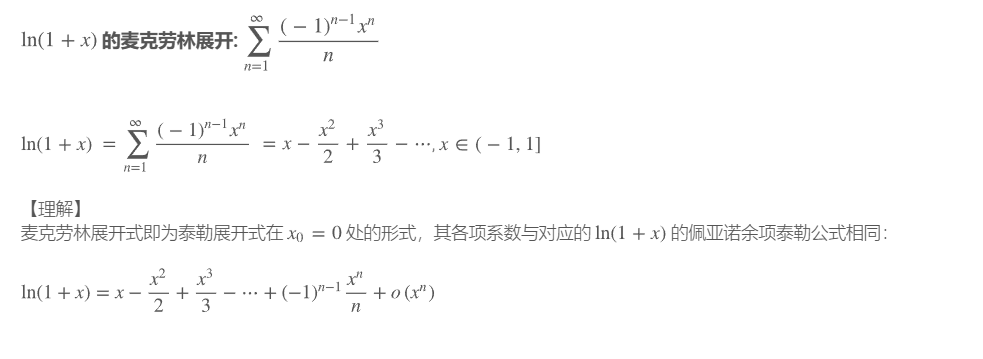 ln(1 + x) 的麦克劳林展开: \sum_{n=1}^{\infty} \frac{(-1)^{n-1}x^n}{n}
ln(1 + x) = \sum_{n=1}^{\infty} \frac{(-1)^{n-1}x^n}{n} = x - \frac{x^2}{2} + \frac{x^3}{3} - ⋯, x ∈ (-1, 1]
【理解】
麦克劳林展开式即为泰勒展开式在 x_0 = 0 处的形式，其各项系数与对应的 ln(1 + x) 的佩亚诺余项泰勒公式相同：
ln(1 + x) = x - \frac{x^2}{2} + \frac{x^3}{3} - ⋯ + (-1)^{n-1} \frac{x^n}{n} + o(x^n)